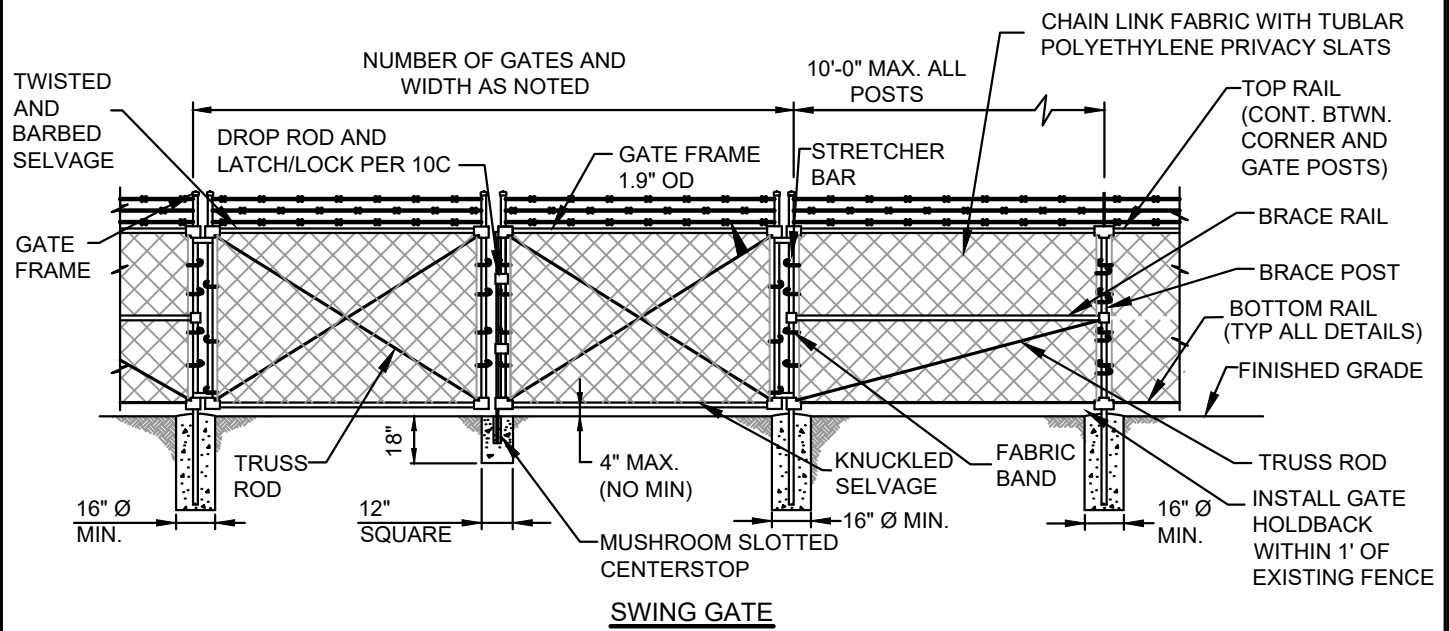 CHAIN LINK FABRIC WITH TUBLAR
POLYETHYLENE PRIVACY SLATS
NUMBER OF GATES AND
WIDTH AS NOTED
10'-0" MAX. ALL
POSTS
TWISTED
AND
BARBED
SELVAGE
TOP RAIL
(CONT. BTWN.
CORNER AND
GATE POSTS)
DROP ROD AND
LATCH/LOCK PER 10C
GATE FRAME
1.9" OD
STRETCHER
BAR
GATE
FRAME
BRACE RAIL
BRACE POST
BOTTOM RAIL
(TYP ALL DETAILS)
FINISHED GRADE
18"
TRUSS
ROD
4" MAX.
(NO MIN)
KNUCKLED
SELVAGE
FABRIC
BAND
TRUSS ROD
16" Ø
MIN.
12"
SQUARE
16" Ø MIN.
16" Ø
MIN.
INSTALL GATE
HOLDBACK
WITHIN 1' OF
EXISTING FENCE
MUSHROOM SLOTTED
CENTERSTOP
SWING GATE